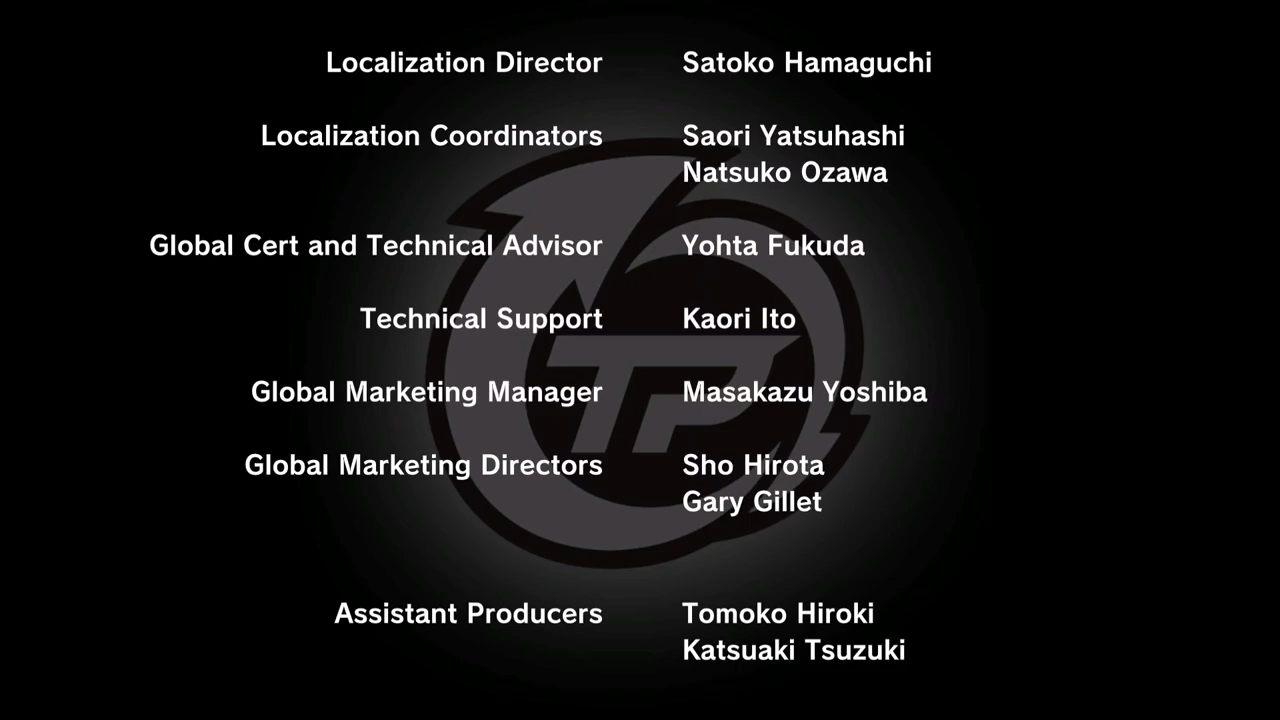 Localization Director Satoko Hamaguchi
Localization Coordinators Saori Yatsuhashi
Natsuko Ozawa
Global Cert and Technical Advisor Yohta Fukuda
Technical Support Kaori Ito
Global Marketing Manager Masakazu Yoshiba
Global Marketing Directors Sho Hirota
Gary Gillet
Assistant Producers Tomoko Hiroki
Katsuaki Tsuzuki
TP